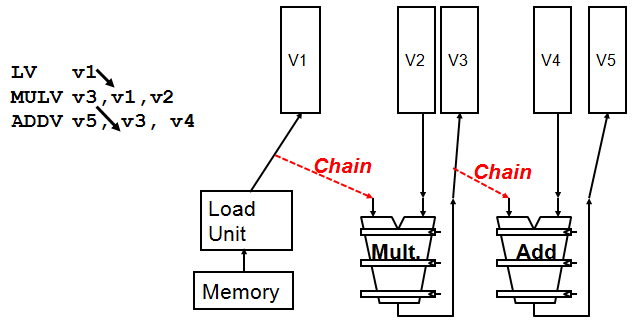 LV v1
MULV v3,v1,v2
ADDV v5, v3, v4
V1
V2
V3
V4
V5
Chain
Chain
Load
Unit
Mult.
Add
Memory